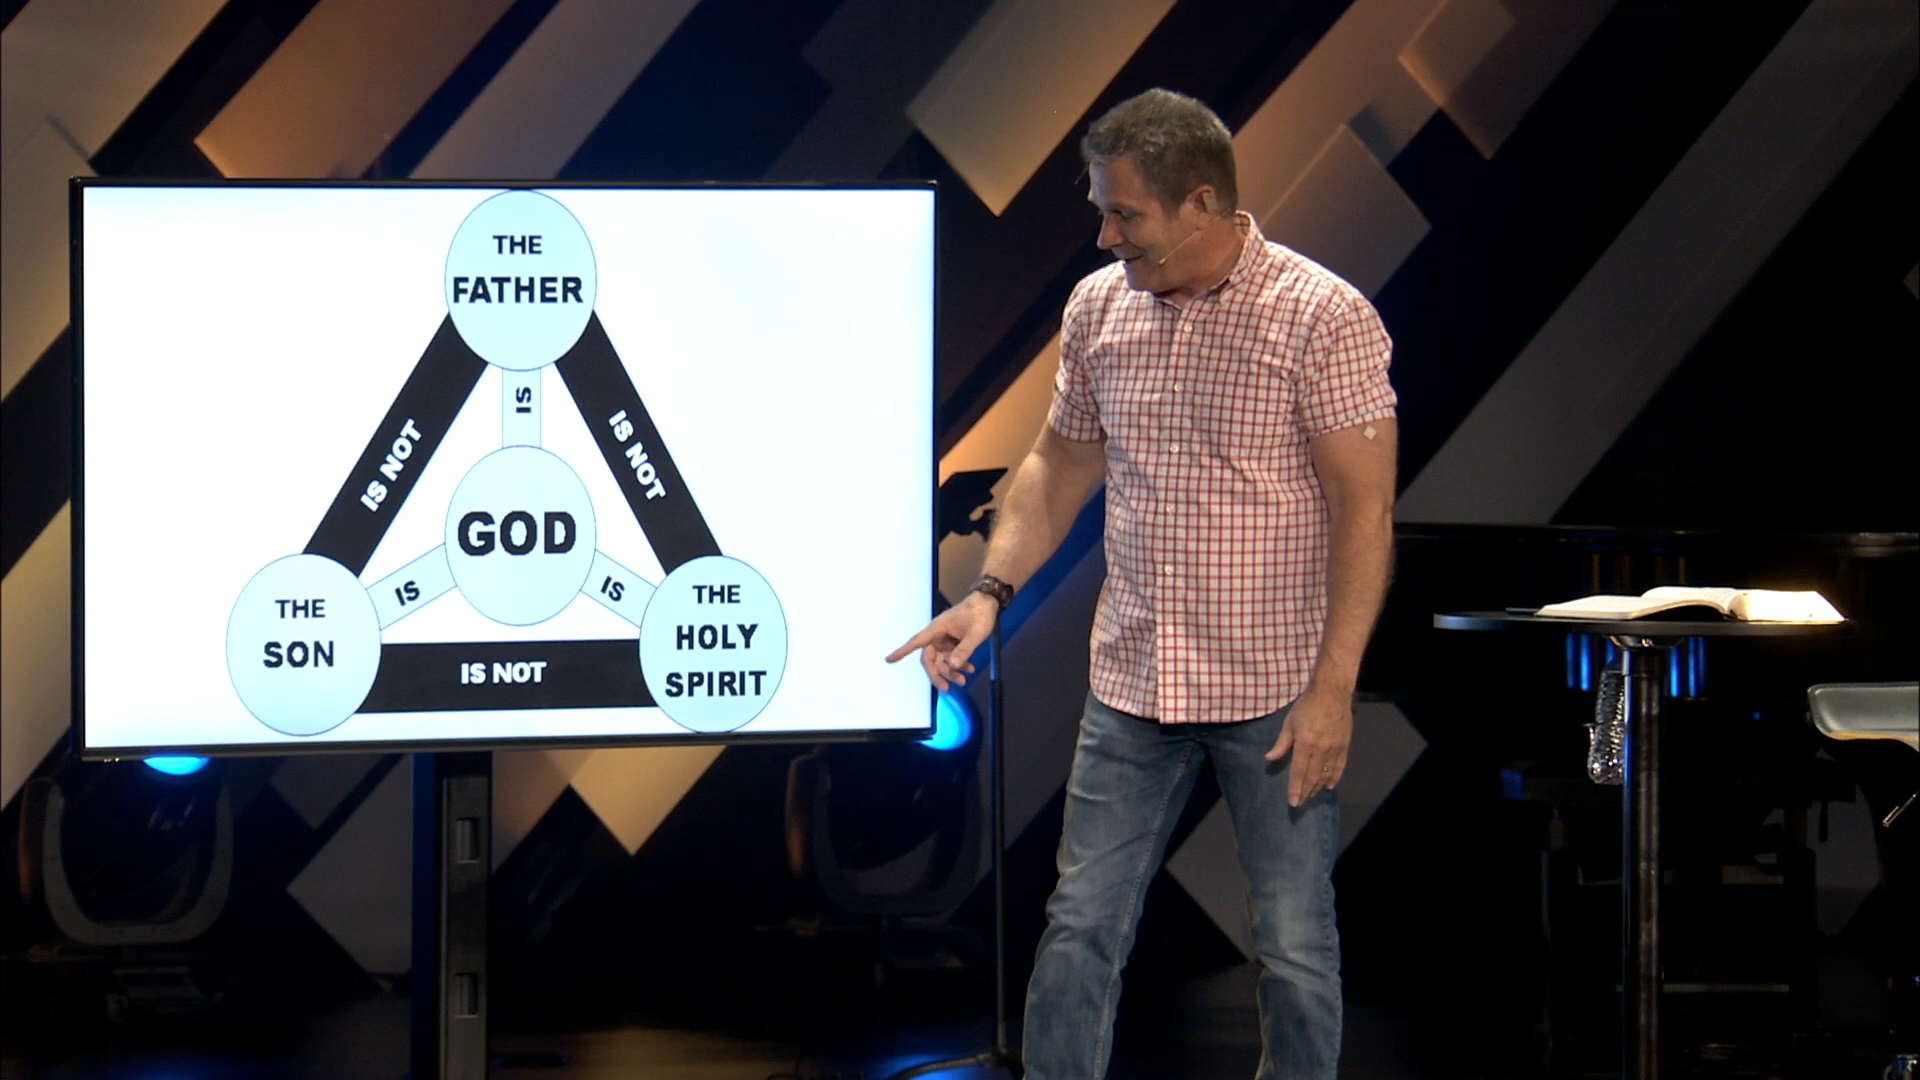 THE
FATHER
IS
IS NOT
IS NOT
GOD
IS
IS
THE
SON
THE
HOLY
SPIRIT
IS NOT